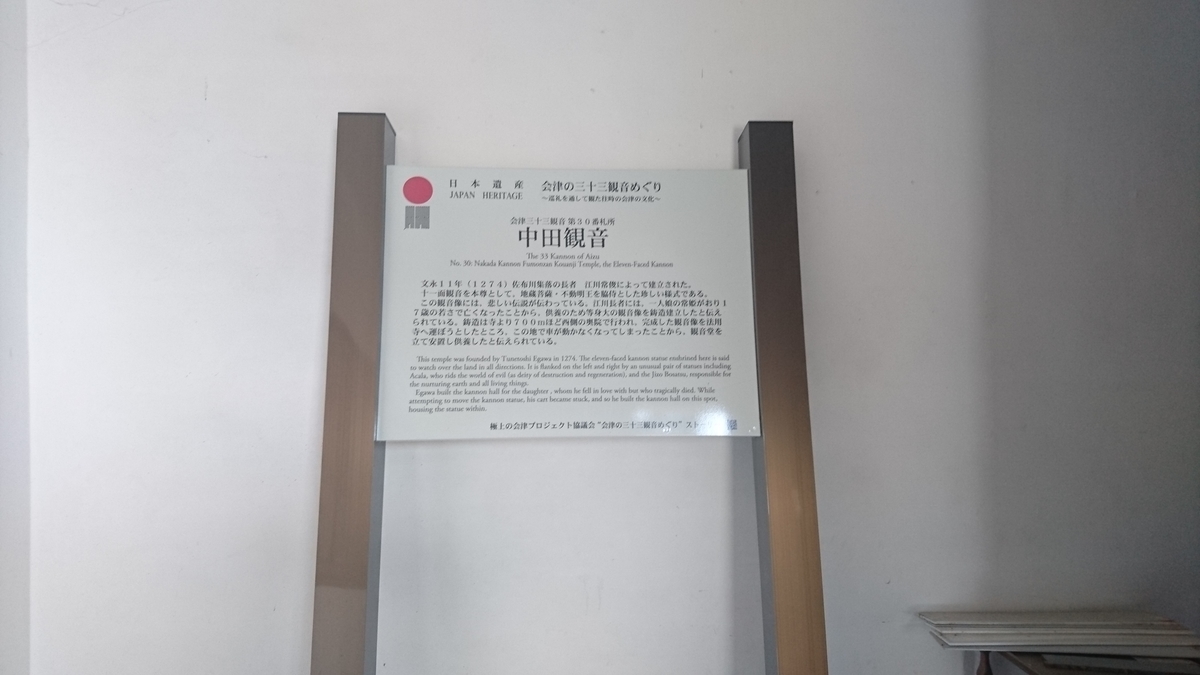 日本遺産 会津の三十三観音めぐり
JAPAN HERITAGE ～巡礼を通して観た往時の会津の文化～
会津三十三観音 第３０番札所
中田観音
The 33 Kannon of Aizu
No. 30: Nakada Kannon Fumonzan Kouanji Temple, the Eleven-Faced Kannon
文永１１年（１２７４）佐布川集落の長者 江川常俊によって建立された。
十一面観音を本尊として、地蔵菩薩・不動明王を脇侍とした珍しい様式である。
この観音像には、悲しい伝説が伝わっている。江川長者には、一人娘の常姫がおり１
７歳の若さで亡くなったことから、供養のため等身大の観音像を鋳造建立したと伝え
られている。鋳造は寺より７００mほど西側の奥院で行われ、完成した観音像を法用
寺へ運ぼうとしたところ、この地で車が動かなくなってしまったことから、観音堂を
立て安置し供養したと伝えられている。
This temple was founded by Tunetoshi Egawa in 1274. The eleven-faced kannon statue enshrined here is said
to watch over the land in all directions. It is flanked on the left and right by an unusual pair of statues including
Acala, who rids the world of evil (as deity of destruction and regeneration), and the Jizo Bosatsu, responsible for
the nurturing earth and all living things.
Egawa built the kannon hall for the daughter , whom he fell in love with but who tragically died. While
attempting to move the kannon statue, his cart became stuck, and so he built the kannon hall on this spot,
housing the statue within.
極上の会津プロジェクト協議会 "会津の三十三観音めぐり" スト